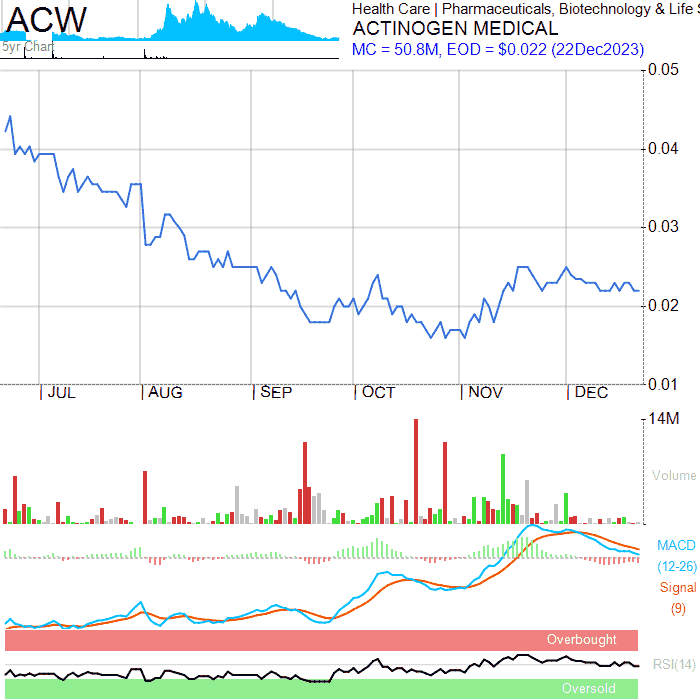 ACW
5yr Chart
Health Care | Pharmaceuticals, Biotechnology & Life S
ACTINOGEN MEDICAL
MC = 50.8M, EOD = $0.022 (22Dec2023)
0.05
0.04
0.03
0.02
0.01
JUL AUG SEP OCT NOV DEC
14M
Volume
MACD
(12-26)
Signal
(9)
Overbought
RSI(14)
Oversold